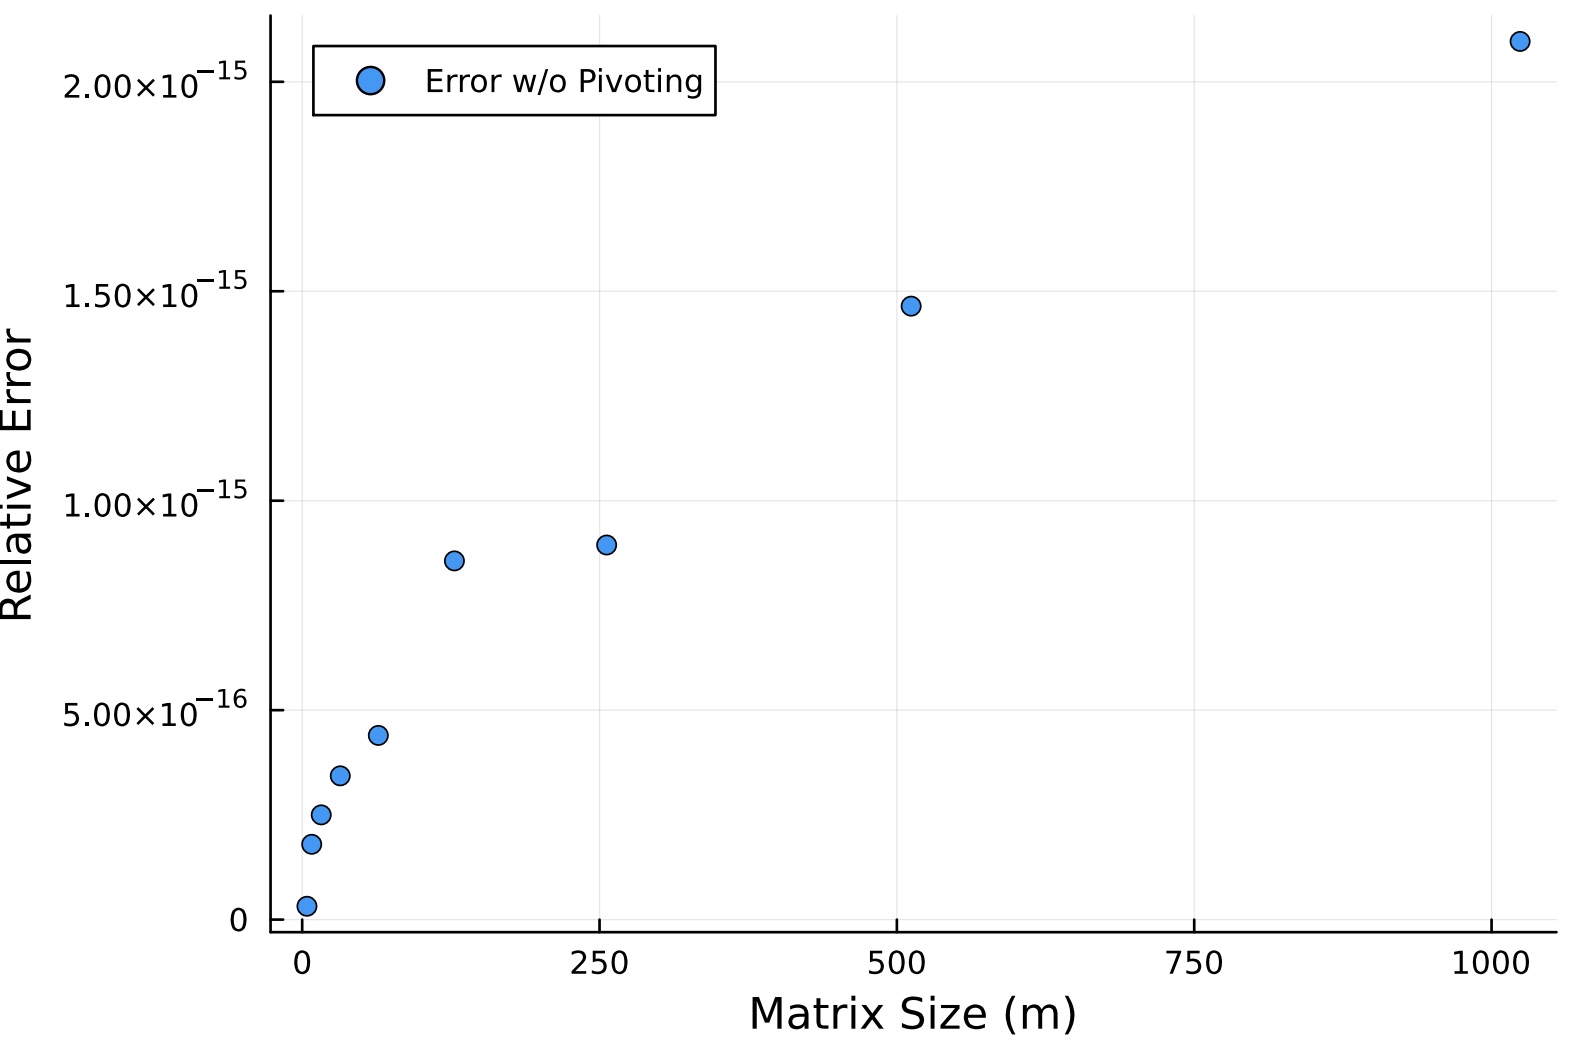 Error w/o Pivoting
2.00×10⁻¹⁵
1.50×10⁻¹⁵
1.00×10⁻¹⁵
5.00×10⁻¹⁶
0
Relative Error
0 250 500 750 1000
Matrix Size (m)